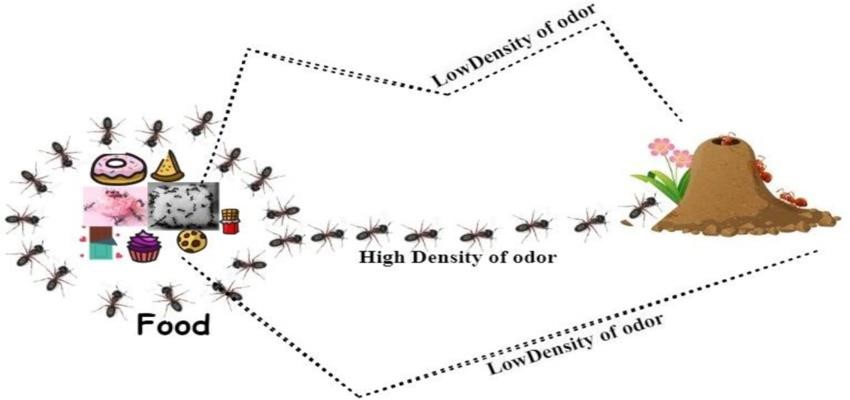 LowDensity of odor
High Density of odor
Food
LowDensity of odor